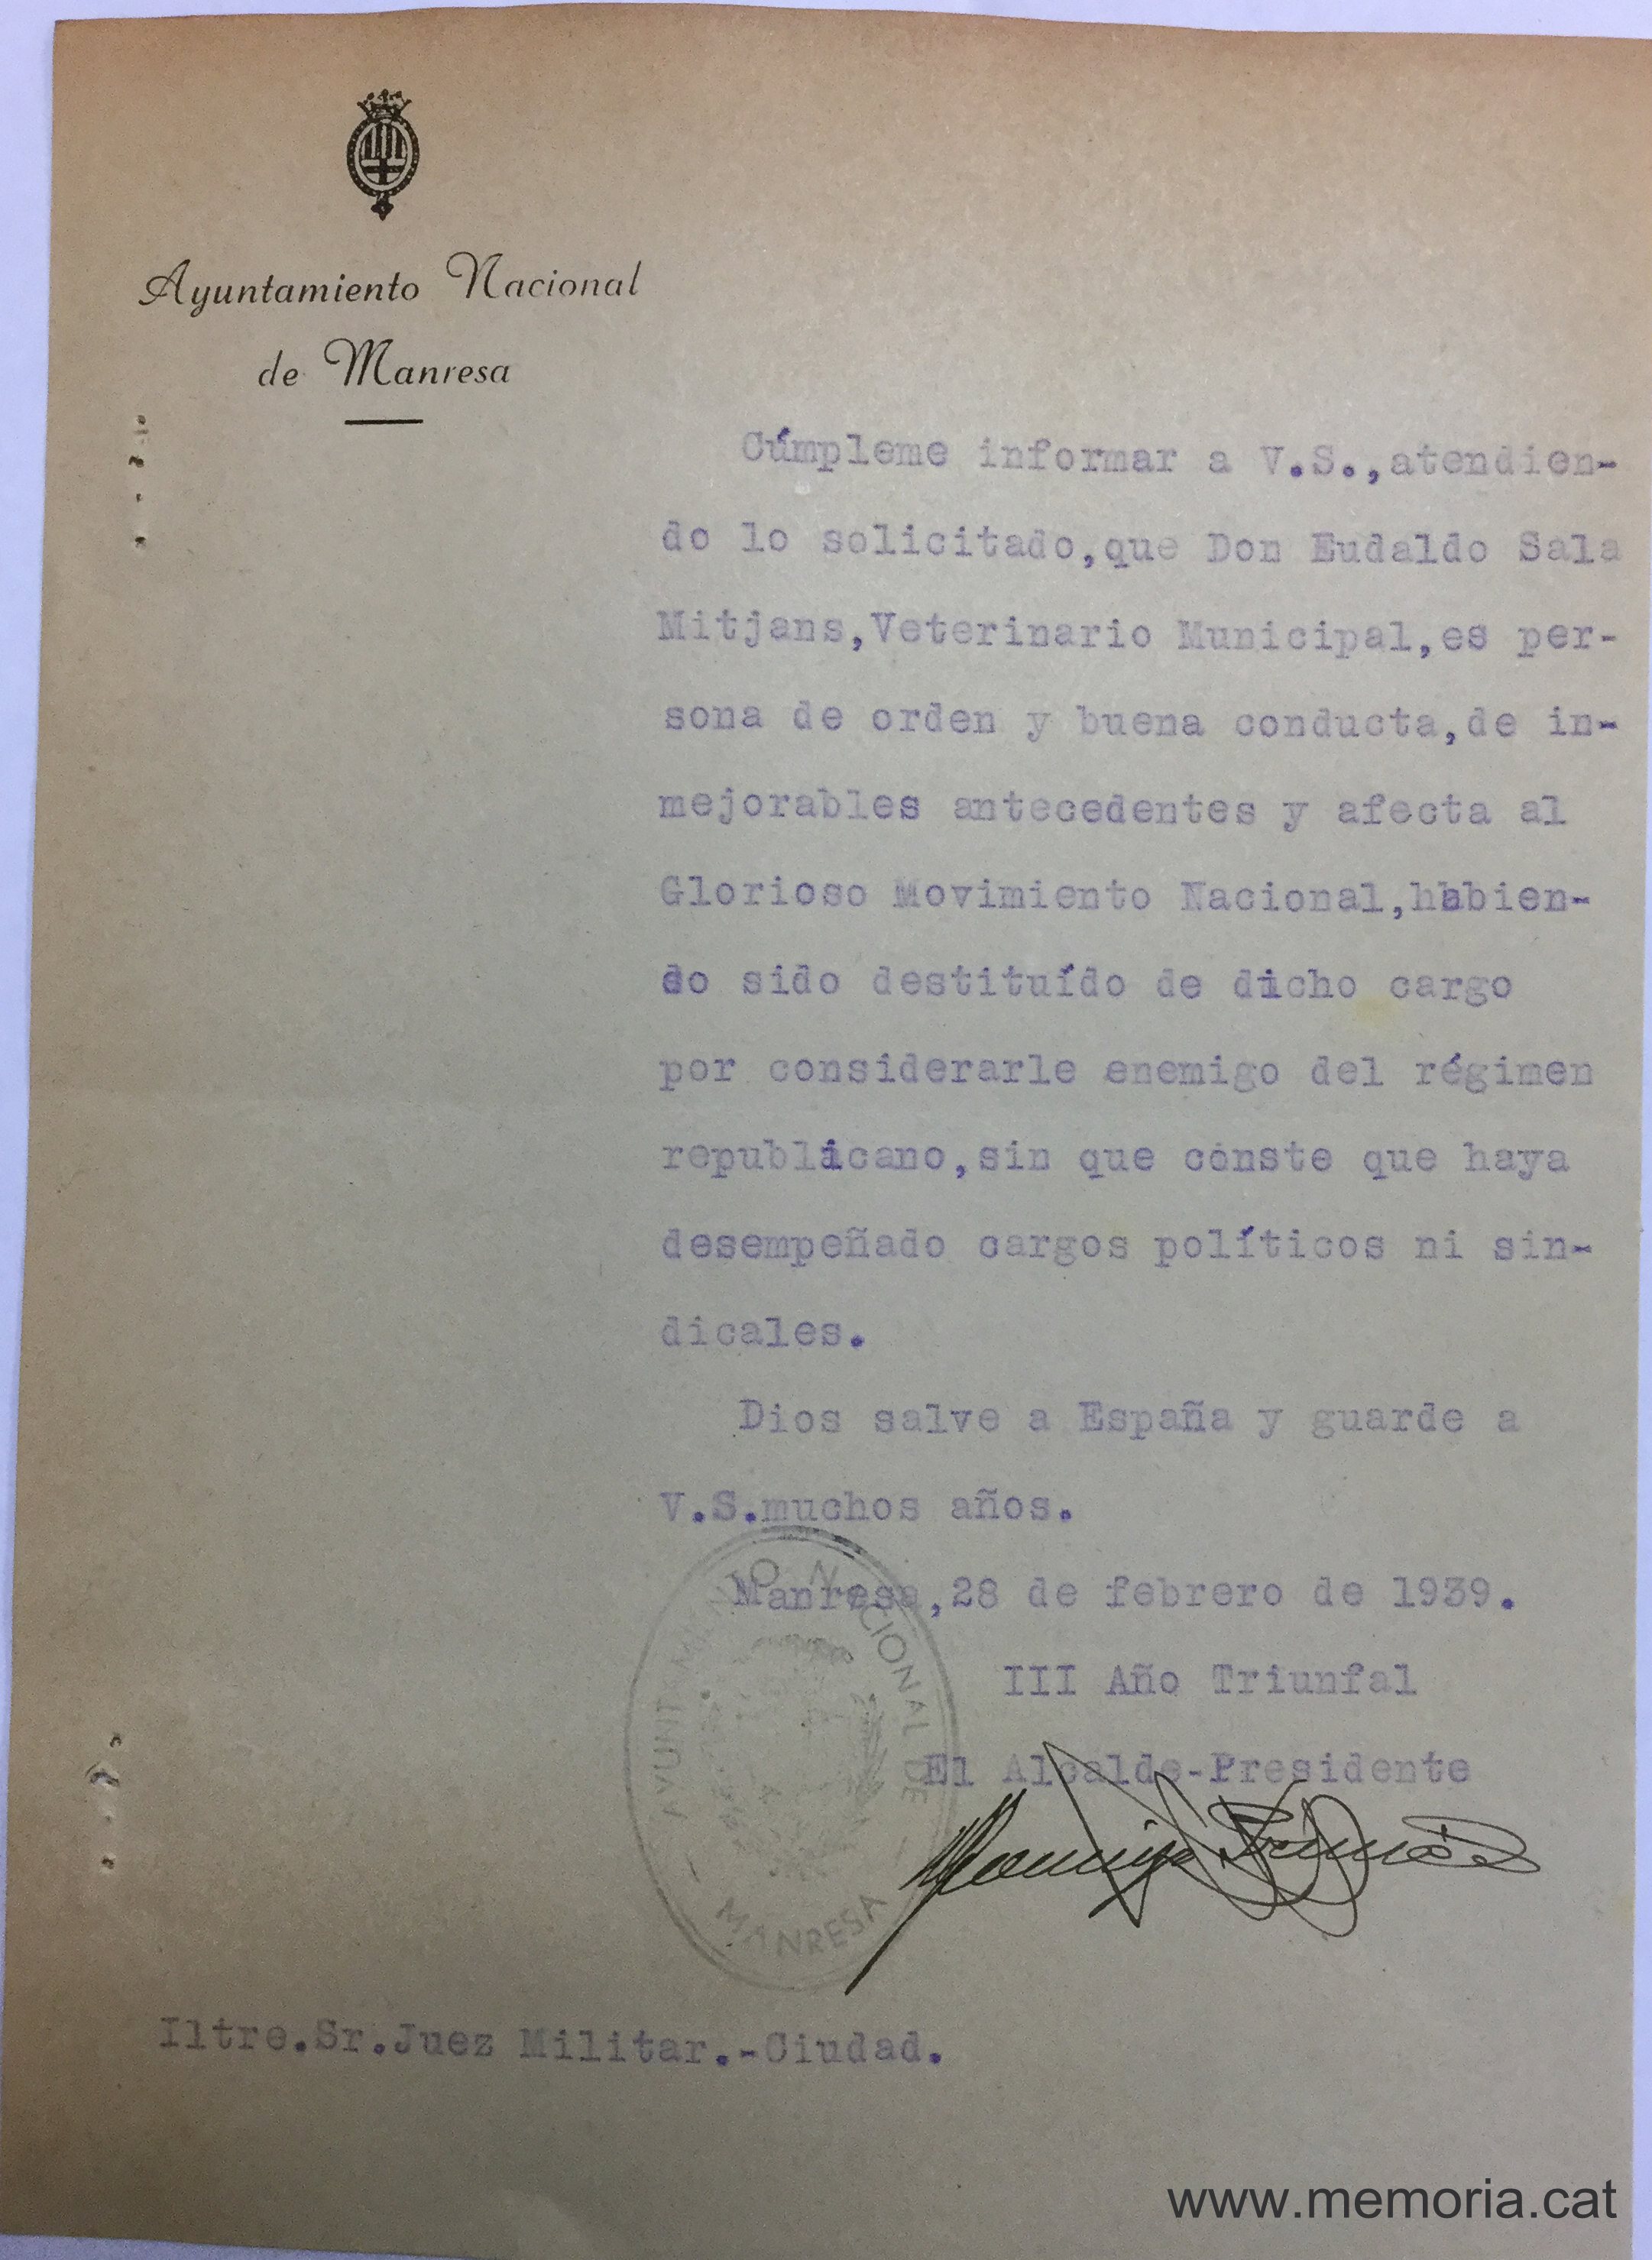 Ayuntamiento Nacional
de Manresa
Cúmpleme informar a V.S.,atendien-
do lo solicitado,que Don Eudaldo Sala
Mitjans,Veterinario Municipal,es per-
sona de orden y buena conducta,de in-
mejorables antecedentes y afecta al
Glorioso Movimiento Nacional,habien-
do sido destituído de dicho cargo
por considerarle enemigo del régimen
republicano,sin que conste que haya
desempeñado cargos políticos ni sin-
dicales.
Dios salve a España y guarde a
V.S.muchos años.
Manresa,28 de febrero de 1939.
III Año Triunfal
El Alcalde-Presidente
AYUNTAMIENTO NACIONAL DE
- MANRESA -
Iltre.Sr.Juez Militar.-Ciudad.
www.memoria.cat